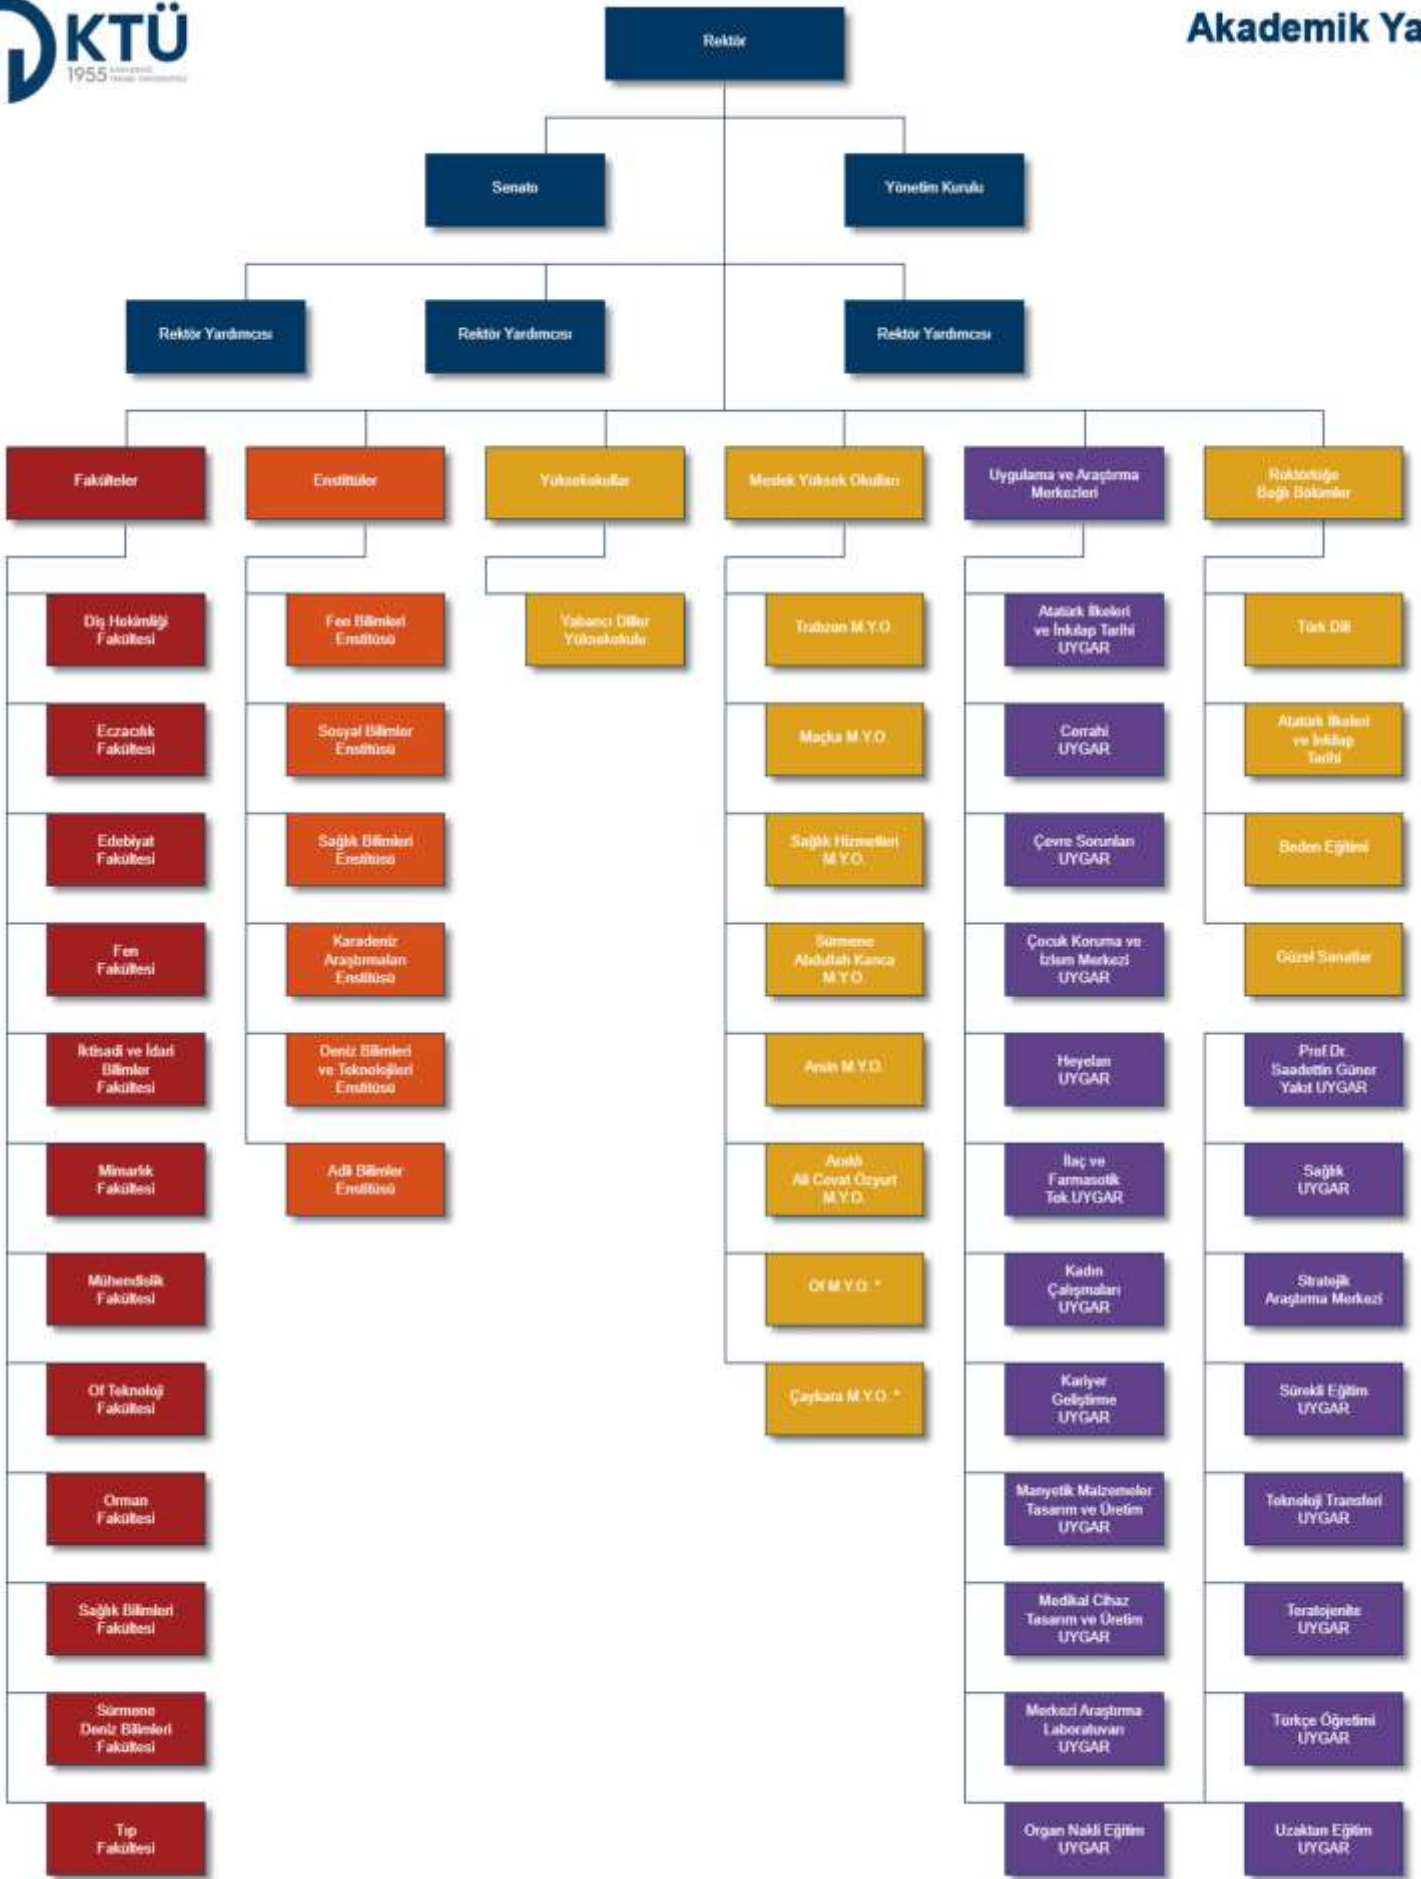 KTÜ
1955
Akademik Ya
Rektör
Senato
Yönetim Kurulu
Rektör Yardımcısı
Rektör Yardımcısı
Rektör Yardımcısı
Fakülteler
Enstitüler
Yüksekokullar
Meslek Yüksek Okulları
Uygulama ve Araştırma
Merkezleri
Rektörlüğe
Bağlı Bölümler
Diş Hekimliği
Fakültesi
Eczacılık
Fakültesi
Edebiyat
Fakültesi
Fen
Fakültesi
İktisadi ve İdari
Bilimler
Fakültesi
Mimarlık
Fakültesi
Mühendislik
Fakültesi
Of Teknoloji
Fakültesi
Orman
Fakültesi
Sağlık Bilimleri
Fakültesi
Sürmene
Deniz Bilimleri
Fakültesi
Tıp
Fakültesi
Fen Bilimleri
Enstitüsü
Sosyal Bilimler
Enstitüsü
Sağlık Bilimleri
Enstitüsü
Karadeniz
Araştırmaları
Enstitüsü
Deniz Bilimleri
ve Teknolojileri
Enstitüsü
Adli Bilimler
Enstitüsü
Yabancı Diller
Yüksekokulu
Trabzon M.Y.O.
Maçka M.Y.O.
Sağlık Hizmetleri
M.Y.O.
Sürmene
Abdullah Kanca
M.Y.O.
Arsin M.Y.O.
Araklı
Ali Cevat Özyurt
M.Y.O.
Of M.Y.O. *
Çaykara M.Y.O. *
Atatürk İlkeleri
ve İnkılap Tarihi
UYGAR
Cerrahi
UYGAR
Çevre Sorunları
UYGAR
Çocuk Koruma ve
İzlem Merkezi
UYGAR
Heyelan
UYGAR
İlaç ve
Farmasotik
Tek.UYGAR
Kadın
Çalışmaları
UYGAR
Kariyer
Geliştirme
UYGAR
Manyetik Malzemeler
Tasarım ve Üretim
UYGAR
Medikal Cihaz
Tasarım ve Üretim
UYGAR
Merkezi Araştırma
Laboratuvarı
UYGAR
Organ Nakli Eğitim
UYGAR
Türk Dili
Atatürk İlkeleri
ve İnkilap
Tarihi
Beden Eğitimi
Güzel Sanatlar
Prof.Dr.
Saadettin Güner
Yakıt UYGAR
Sağlık
UYGAR
Stratejik
Araştırma Merkezi
Sürekli Eğitim
UYGAR
Teknoloji Transferi
UYGAR
Teratojenite
UYGAR
Türkçe Öğretimi
UYGAR
Uzaktan Eğitim
UYGAR